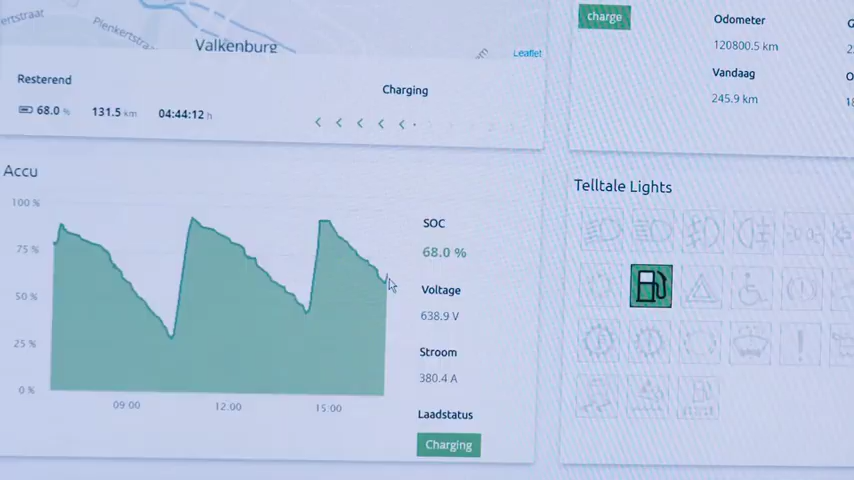 Plenkertstraat
Valkenburg
Leaflet
Resterend
68.0 %
131.5 km
04:44:12 h
Charging
charge
Odometer
120800.5 km
Vandaag
245.9 km
Accu
100 %
75 %
50 %
25 %
0 %
09:00
12:00
15:00
SOC
68.0 %
Voltage
638.9 V
Stroom
380.4 A
Laadstatus
Charging
Telltale Lights